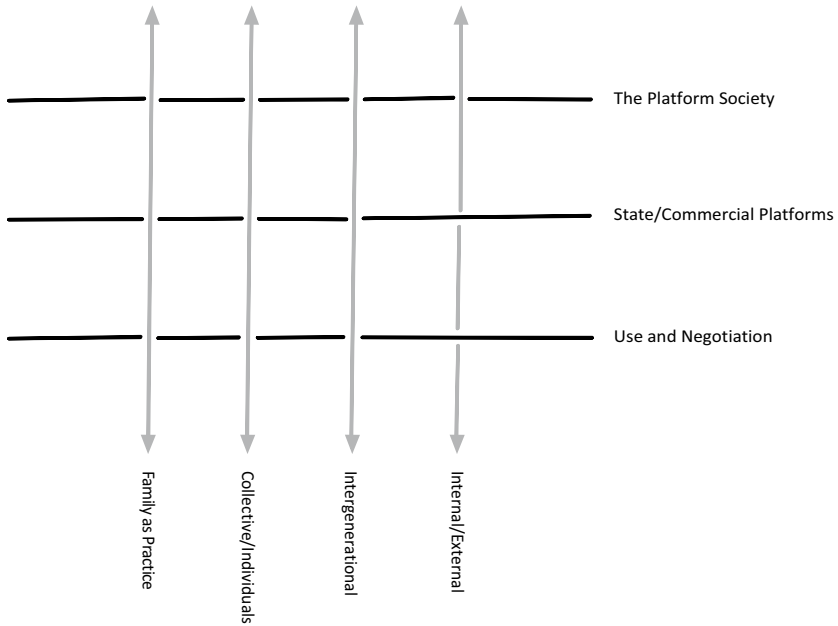 The Platform Society
State/Commercial Platforms
Use and Negotiation
Family as Practice
Collective/Individuals
Intergenerational
Internal/External